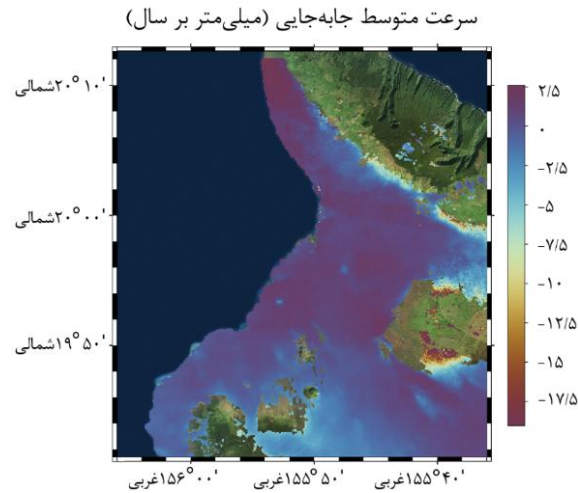 سرعت متوسط جابه‌جایی (میلی‌متر بر سال)
۲۰° ۱۰' شمالی
۲۰° ۰۰' شمالی
۱۹° ۵۰' شمالی
۱۵۶° ۰۰' غربی
۱۵۵° ۵۰' غربی
۱۵۵° ۴۰' غربی
۲/۵
۰
-۲/۵
-۵
-۷/۵
-۱۰
-۱۲/۵
-۱۵
-۱۷/۵